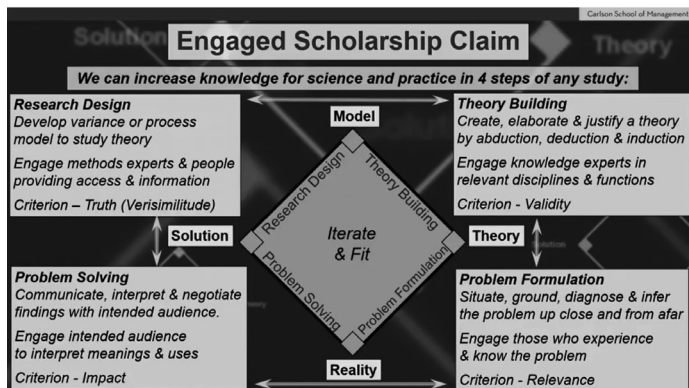 Carlson School of Management
Solution
Theory
Engaged Scholarship Claim
We can increase knowledge for science and practice in 4 steps of any study:
Research Design
Develop variance or process
model to study theory
Engage methods experts & people
providing access & information
Criterion – Truth (Verisimilitude)
Model
Theory Building
Create, elaborate & justify a theory
by abduction, deduction & induction
Engage knowledge experts in
relevant disciplines & functions
Criterion - Validity
Research Design
Theory Building
Iterate
& Fit
Problem Solving
Problem Formulation
Solution
Theory
Solution
Problem Solving
Communicate, interpret & negotiate
findings with intended audience.
Engage intended audience
to interpret meanings & uses
Criterion - Impact
Reality
Problem Formulation
Situate, ground, diagnose & infer
the problem up close and from afar
Engage those who experience
& know the problem
Criterion - Relevance